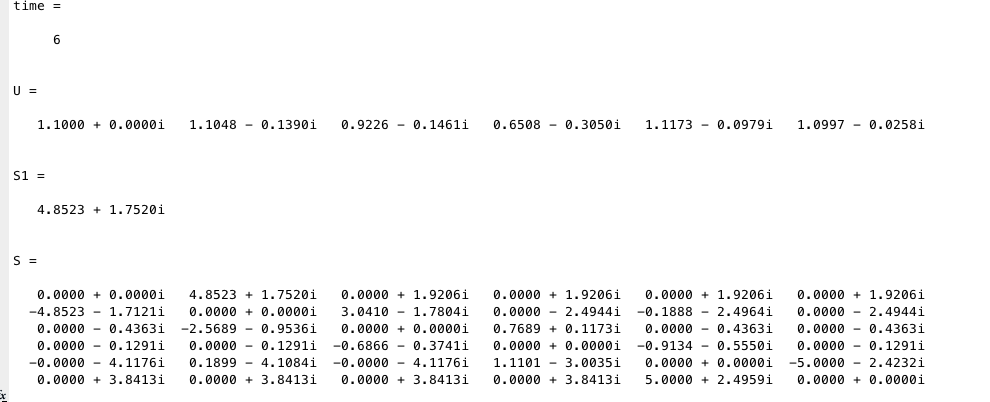 time =
6
U =
1.1000 + 0.0000i 1.1048 − 0.1390i 0.9226 − 0.1461i 0.6508 − 0.3050i 1.1173 − 0.0979i 1.0997 − 0.0258i
S1 =
4.8523 + 1.7520i
S =
0.0000 + 0.0000i 4.8523 + 1.7520i 0.0000 + 1.9206i 0.0000 + 1.9206i 0.0000 + 1.9206i 0.0000 + 1.9206i
−4.8523 − 1.7121i 0.0000 + 0.0000i 3.0410 − 1.7804i 0.0000 − 2.4944i −0.1888 − 2.4964i 0.0000 − 2.4944i
0.0000 − 0.4363i −2.5689 − 0.9536i 0.0000 + 0.0000i 0.7689 + 0.1173i 0.0000 − 0.4363i 0.0000 − 0.4363i
0.0000 − 0.1291i 0.0000 − 0.1291i −0.6866 − 0.3741i 0.0000 + 0.0000i −0.9134 − 0.5550i 0.0000 − 0.1291i
−0.0000 − 4.1176i 0.1899 − 4.1084i −0.0000 − 4.1176i 1.1101 − 3.0035i 0.0000 + 0.0000i −5.0000 − 2.4232i
0.0000 + 3.8413i 0.0000 + 3.8413i 0.0000 + 3.8413i 0.0000 + 3.8413i 5.0000 + 2.4959i 0.0000 + 0.0000i